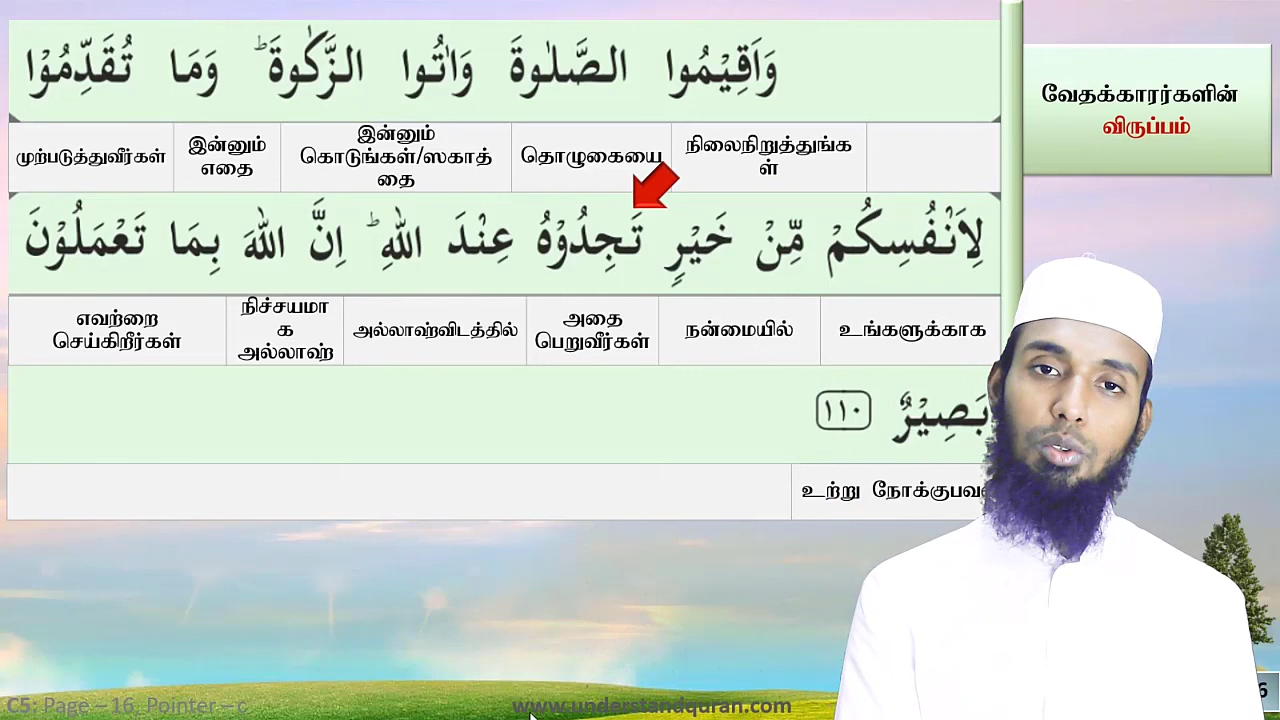 وَاَقِيْمُوا الصَّلٰوةَ وَاٰتُوا الزَّكٰوةَ ؕ وَمَا تُقَدِّمُوْا
نிலைநிறுத்துங்கள்
தொழுகையை
இன்னும் கொடுங்கள்/ஸகாத்தை
இன்னும் எதை
முற்படுத்துவீர்கள்
لِاَنْفُسِكُمْ مِّنْ خَيْرٍ تَجِدُوْهُ عِنْدَ اللّٰهِ ؕ اِنَّ اللّٰهَ بِمَا تَعْمَلُوْنَ
உங்களுக்காக
நன்மையில்
அதை பெறுவீர்கள்
அல்லாஹ்விடத்தில்
நிச்சயமாக அல்லாஹ்
எவற்றை செய்கிறீர்கள்
بَصِيْرٌ ١١٠
உற்று நோக்குபவ
வேதக்காரர்களின்
விருப்பம்
C5: Page – 16, Pointer – c
www.understandquran.com
6